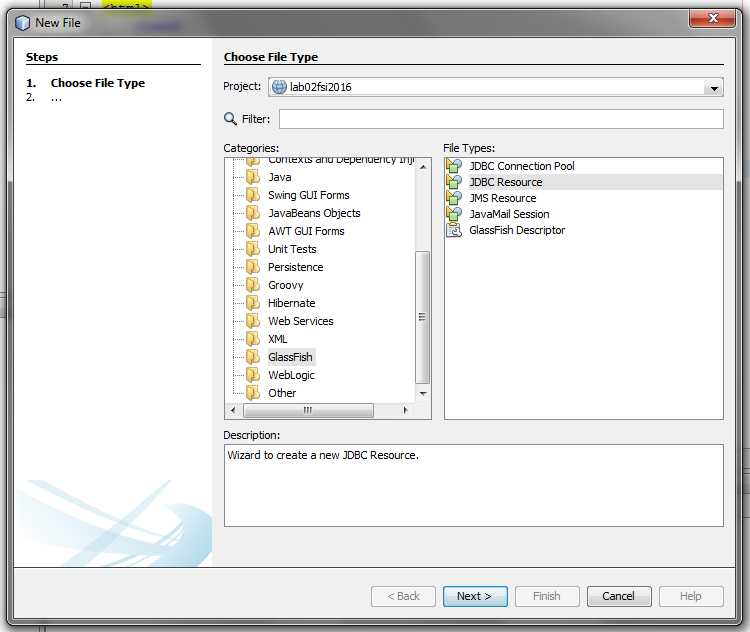 7 <html>
New File
Steps
1. Choose File Type
2. ...
Choose File Type
Project: lab02fsi2016
Filter:
Categories:
Contexts and Dependency Inj
Java
Swing GUI Forms
JavaBeans Objects
AWT GUI Forms
Unit Tests
Persistence
Groovy
Hibernate
Web Services
XML
GlassFish
WebLogic
Other
File Types:
JDBC Connection Pool
JDBC Resource
JMS Resource
JavaMail Session
GlassFish Descriptor
Description:
Wizard to create a new JDBC Resource.
< Back Next > Finish Cancel Help